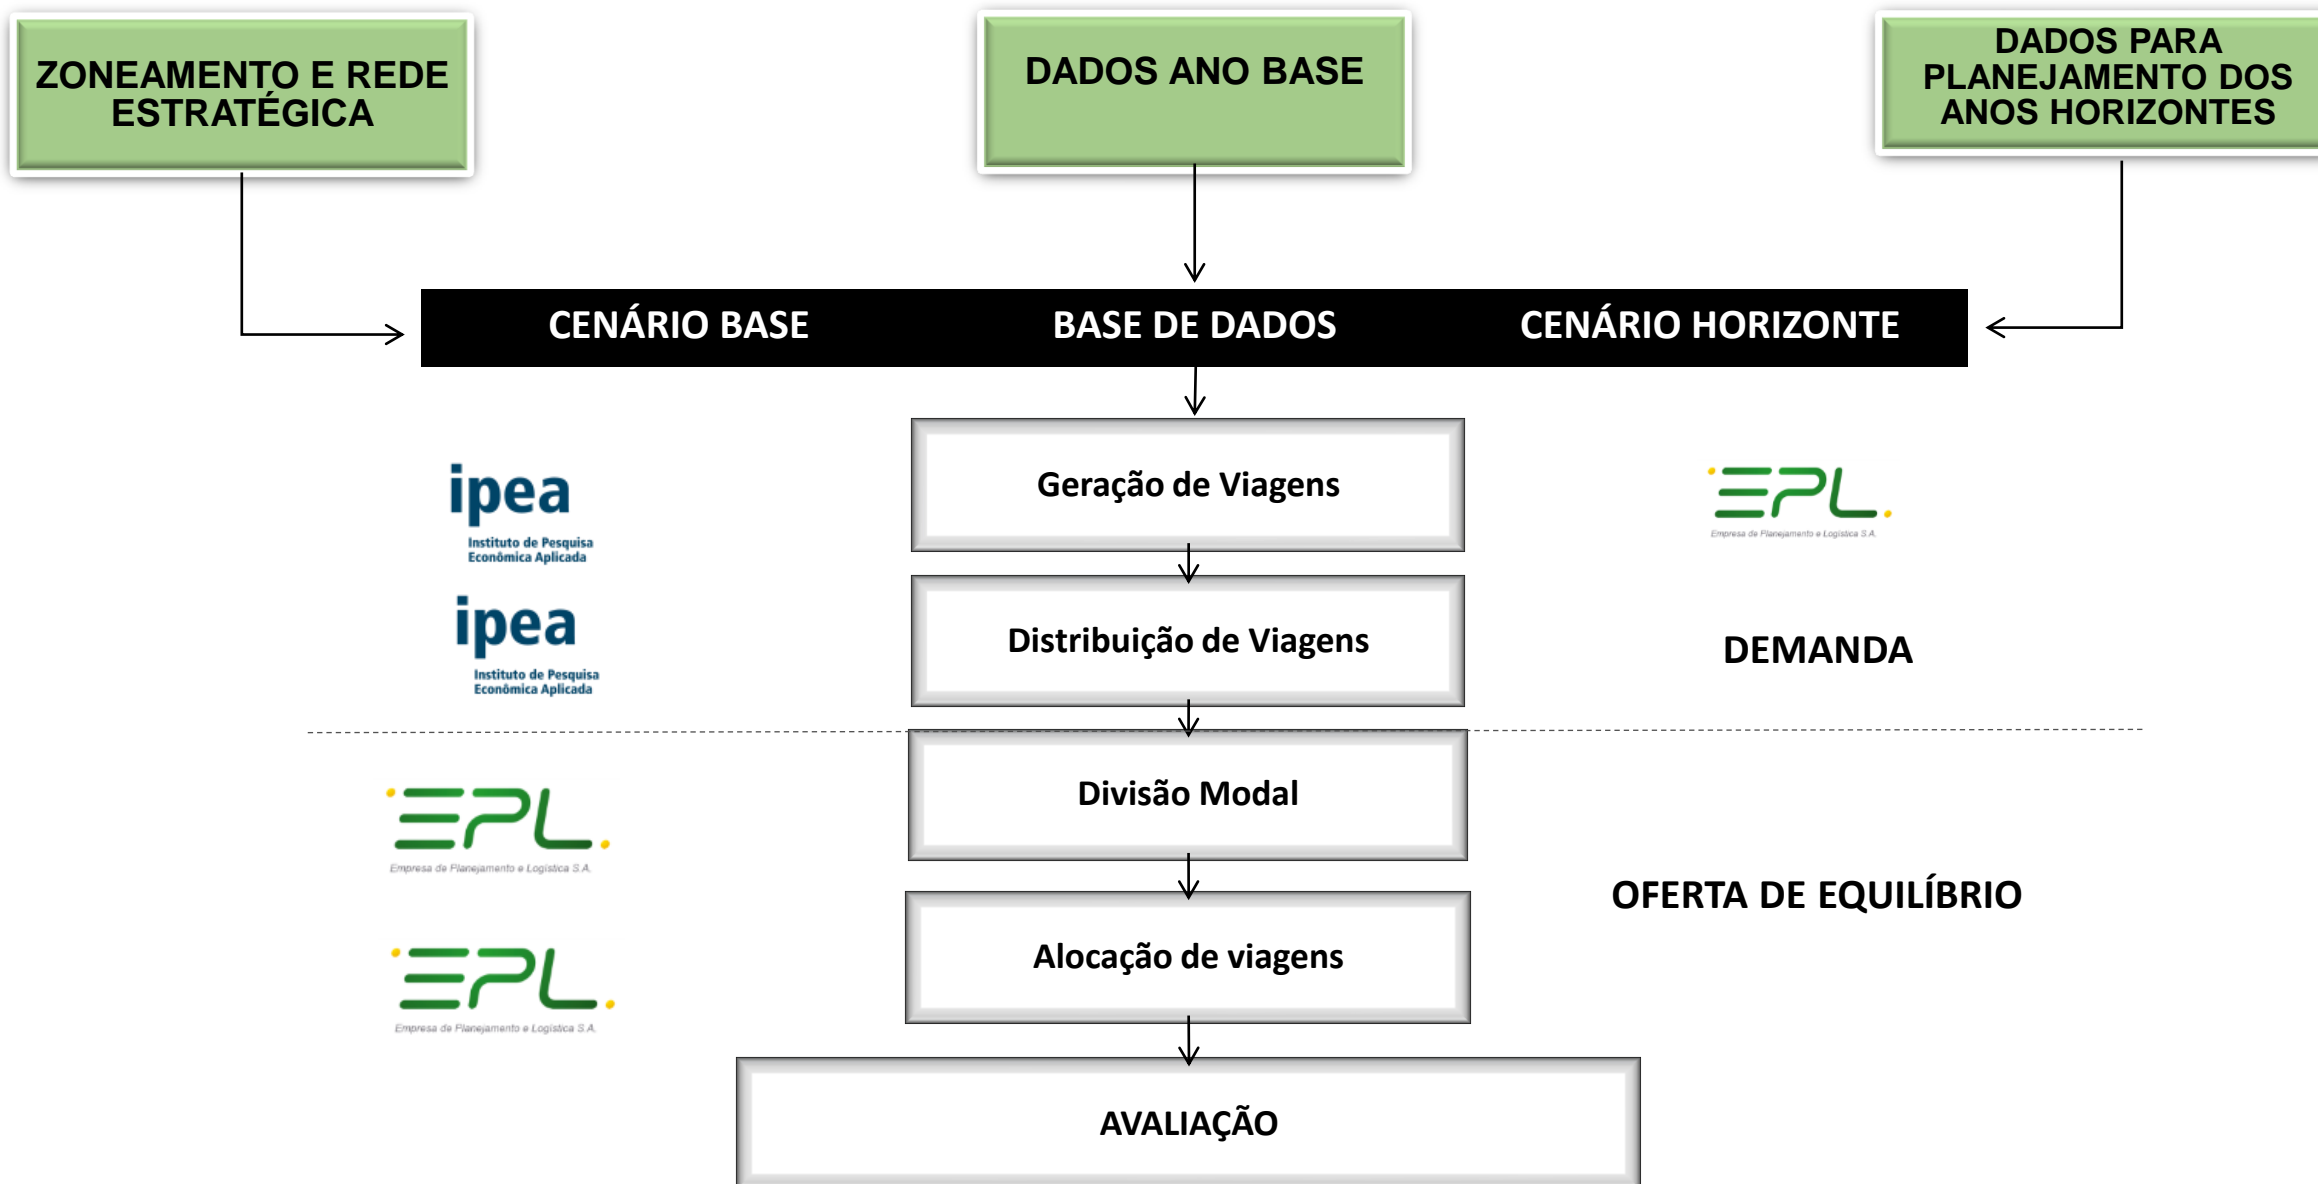 ZONEAMENTO E REDE
ESTRATÉGICA
DADOS ANO BASE
DADOS PARA
PLANEJAMENTO DOS
ANOS HORIZONTES
CENÁRIO BASE
BASE DE DADOS
CENÁRIO HORIZONTE
ipea
Instituto de Pesquisa
Econômica Aplicada
Geração de Viagens
EPL.
Empresa de Planejamento e Logística S.A.
ipea
Instituto de Pesquisa
Econômica Aplicada
Distribuição de Viagens
DEMANDA
EPL.
Empresa de Planejamento e Logística S.A.
Divisão Modal
OFERTA DE EQUILÍBRIO
EPL.
Empresa de Planejamento e Logística S.A.
Alocação de viagens
AVALIAÇÃO